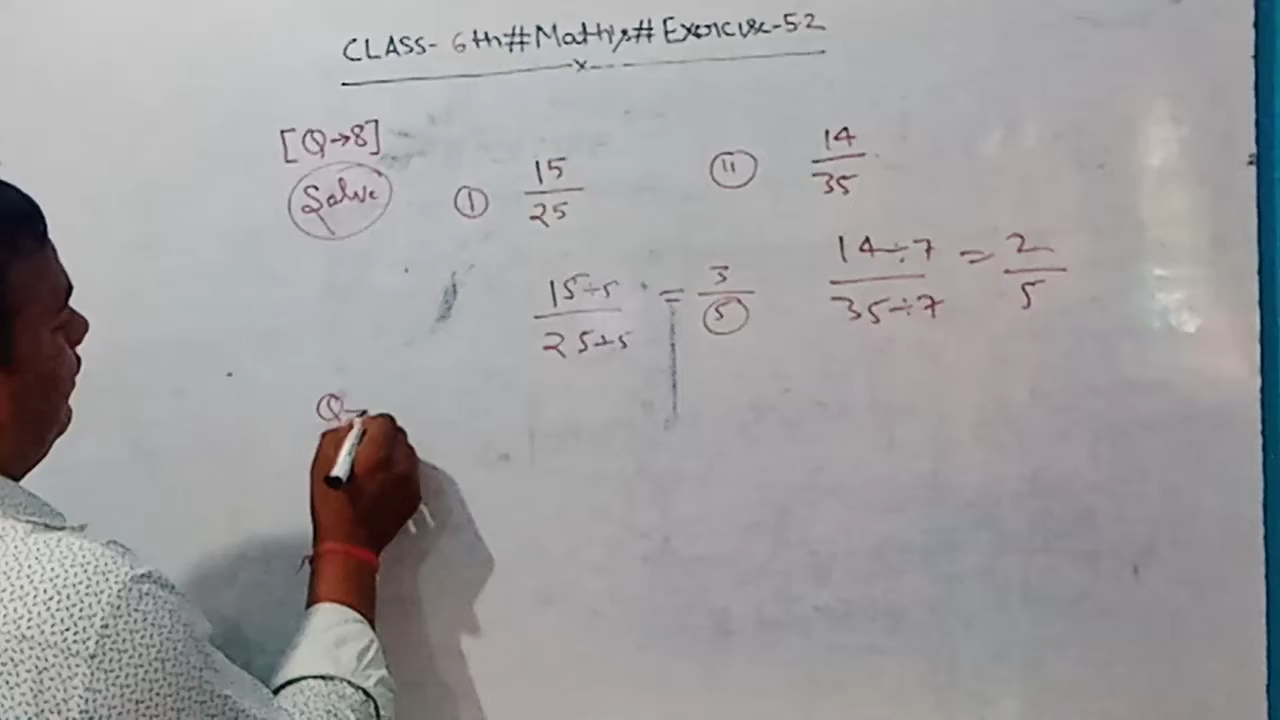 CLASS- 6th#Maths#Exercise-5.2
[Q→8]
Solve
(I) 15/25
(II) 14/35
15÷5/25÷5 = 3/5
14÷7/35÷7 = 2/5
Q-